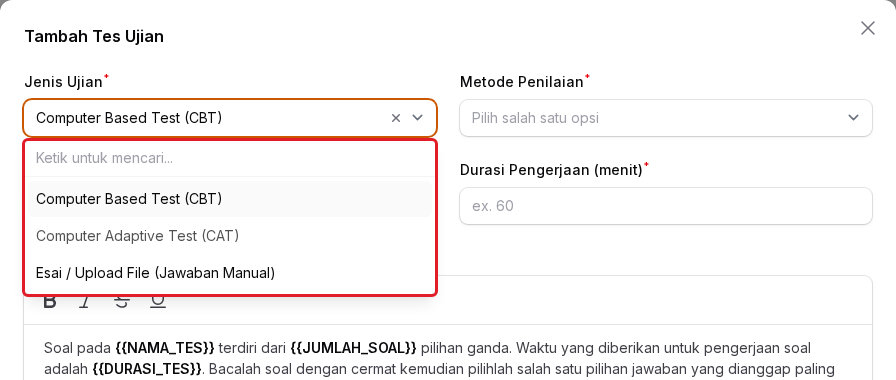 Tambah Tes Ujian
Jenis Ujian*
Metode Penilaian*
Computer Based Test (CBT)
Pilih salah satu opsi
Ketik untuk mencari...
Computer Based Test (CBT)
Computer Adaptive Test (CAT)
Esai / Upload File (Jawaban Manual)
Durasi Pengerjaan (menit)*
ex. 60
B I S U
Soal pada {{NAMA_TES}} terdiri dari {{JUMLAH_SOAL}} pilihan ganda. Waktu yang diberikan untuk pengerjaan soal
adalah {{DURASI_TES}}. Bacalah soal dengan cermat kemudian pilihlah salah satu pilihan jawaban yang dianggap paling